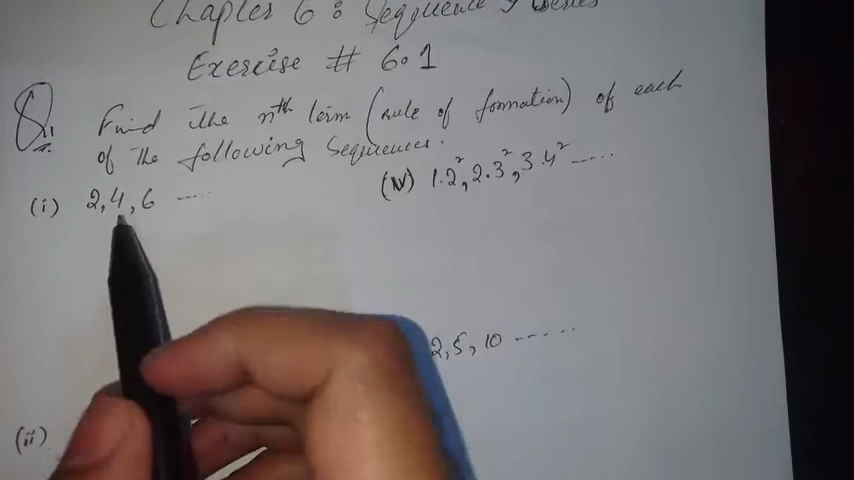 Chapter 6: Sequence & Series
Exercise # 6.1
Q1. Find the nth term (rule of formation) of each
of the following Sequences.
(i) 2, 4, 6 ......
(iv) 1.2², 2.3², 3.4² ......
2, 5, 10 ......
(ii)